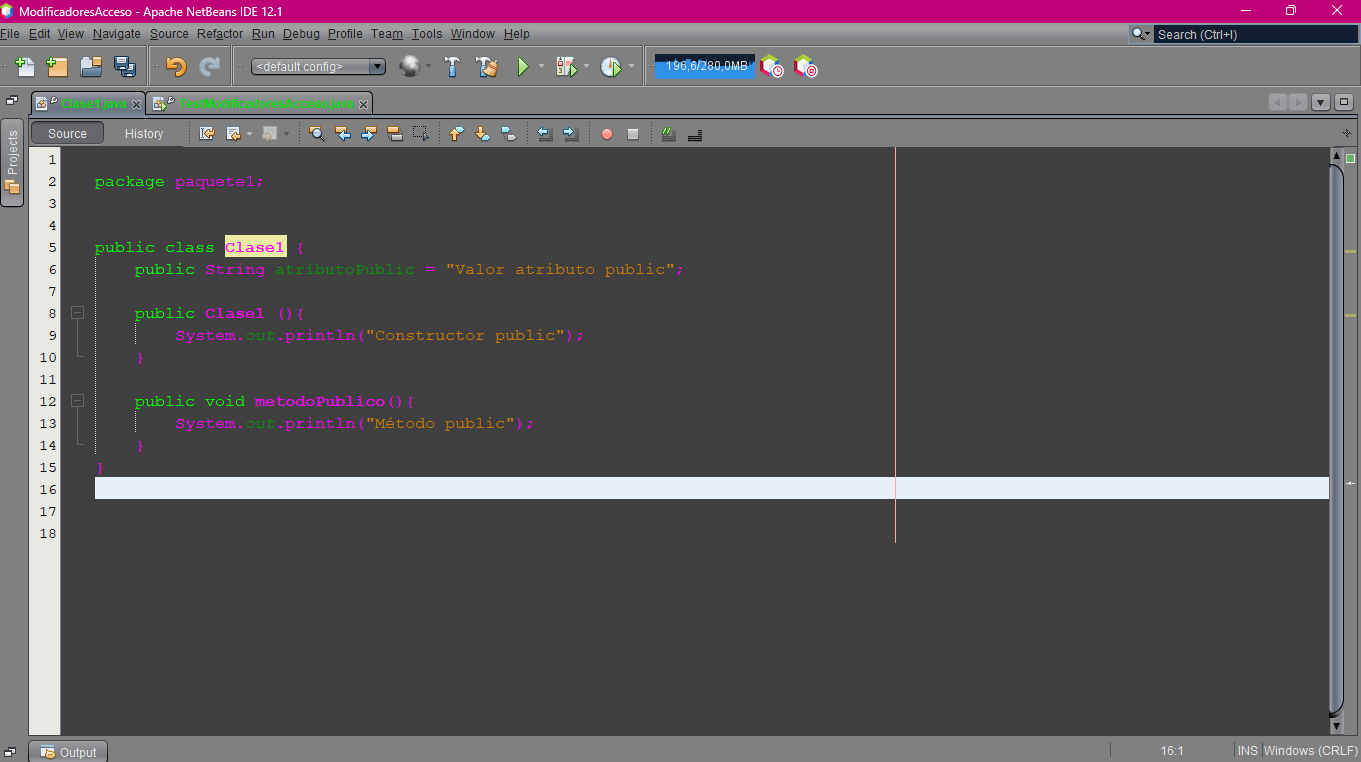 ModificadoresAcceso - Apache NetBeans IDE 12.1
File Edit View Navigate Source Refactor Run Debug Profile Team Tools Window Help
Search (Ctrl+I)
<default config>
196,6/280,0MB
Clase1.java TestModificadoresAcceso.java
Projects
Source History
1
2 package paquete1;
3
4
5 public class Clase1 {
6 public String atributoPublic = "Valor atributo public";
7
8 public Clase1 (){
9 System.out.println("Constructor public");
10 }
11
12 public void metodoPublico(){
13 System.out.println("Método public");
14 }
15 }
16
17
18
Output
16:1 INS Windows (CRLF)